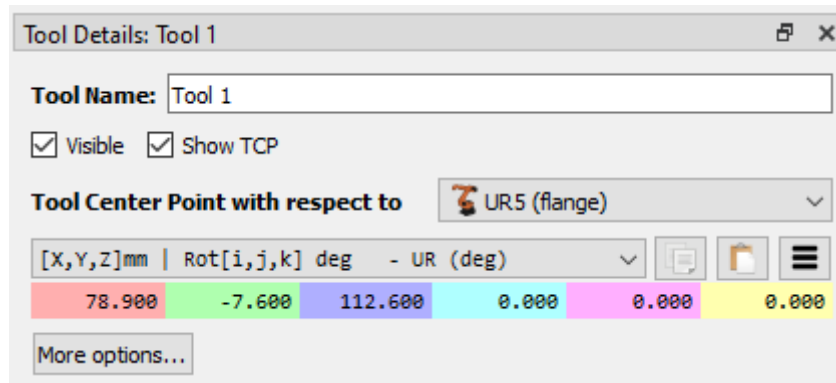 Tool Details: Tool 1
Tool Name: Tool 1
Visible Show TCP
Tool Center Point with respect to UR5 (flange)
[X,Y,Z]mm | Rot[i,j,k] deg - UR (deg)
78.900 -7.600 112.600 0.000 0.000 0.000
More options...